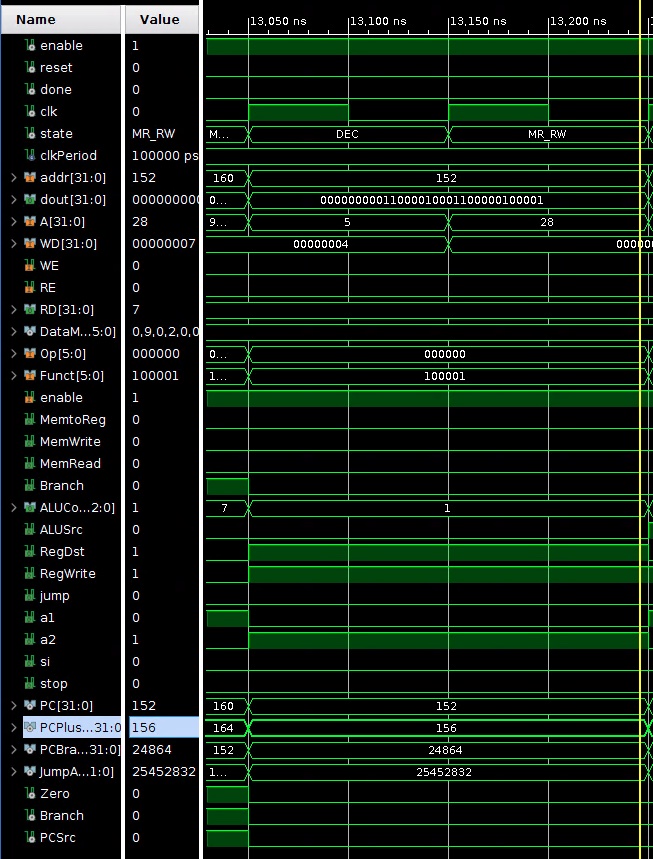 Name Value 13,050 ns 13,100 ns 13,150 ns 13,200 ns
enable 1
reset 0
done 0
clk 0
state MR_RW M... DEC MR_RW
clkPeriod 100000 ps
addr[31:0] 152 160 152
dout[31:0] 000000000 0... 00000000011000010001100000100001
A[31:0] 28 9... 5 28
WD[31:0] 00000007 00000004 00000
WE 0
RE 0
RD[31:0] 7
DataM...5:0] 0,9,0,2,0,0
Op[5:0] 000000 0... 000000
Funct[5:0] 100001 1... 100001
enable 1
MemtoReg 0
MemWrite 0
MemRead 0
Branch 0
ALUCo...2:0] 1 7 1
ALUSrc 0
RegDst 1
RegWrite 1
jump 0
a1 0
a2 1
si 0
stop 0
PC[31:0] 152 160 152
PCPlus...31:0 156 164 156
PCBra...31:0] 24864 152 24864
JumpA...1:0] 25452832 1... 25452832
Zero 0
Branch 0
PCSrc 0